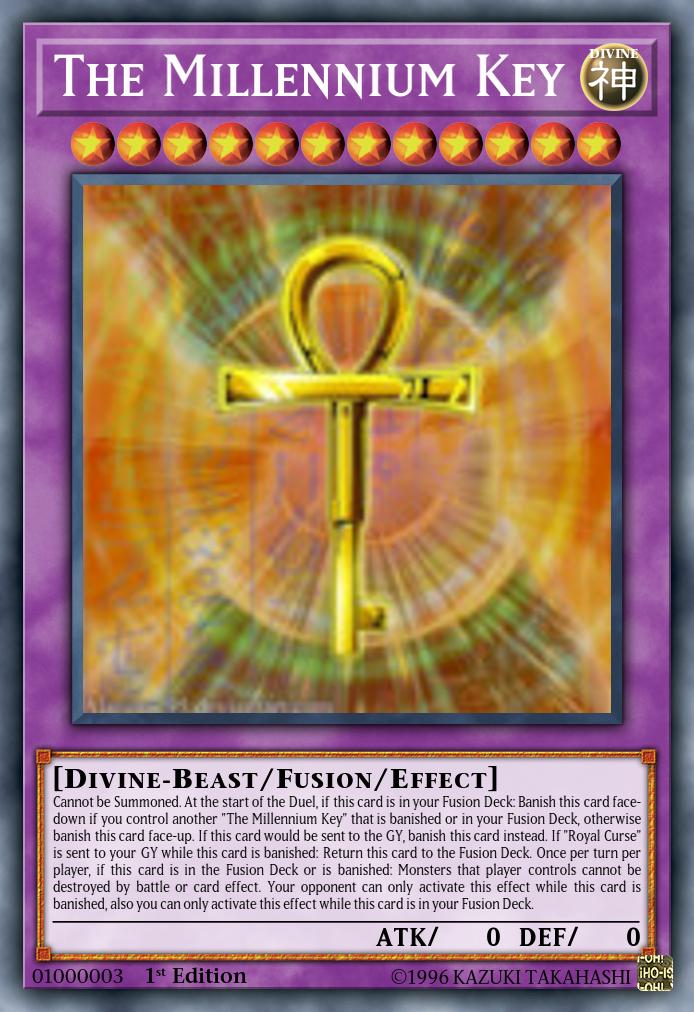 The Millennium Key
DIVINE
神
[Divine-Beast/Fusion/Effect]
Cannot be Summoned. At the start of the Duel, if this card is in your Fusion Deck: Banish this card face-
down if you control another "The Millennium Key" that is banished or in your Fusion Deck, otherwise
banish this card face-up. If this card would be sent to the GY, banish this card instead. If "Royal Curse"
is sent to your GY while this card is banished: Return this card to the Fusion Deck. Once per turn per
player, if this card is in the Fusion Deck or is banished: Monsters that player controls cannot be
destroyed by battle or card effect. Your opponent can only activate this effect while this card is
banished, also you can only activate this effect while this card is in your Fusion Deck.
ATK/ 0 DEF/ 0
01000003 1st Edition ©1996 KAZUKI TAKAHASHI